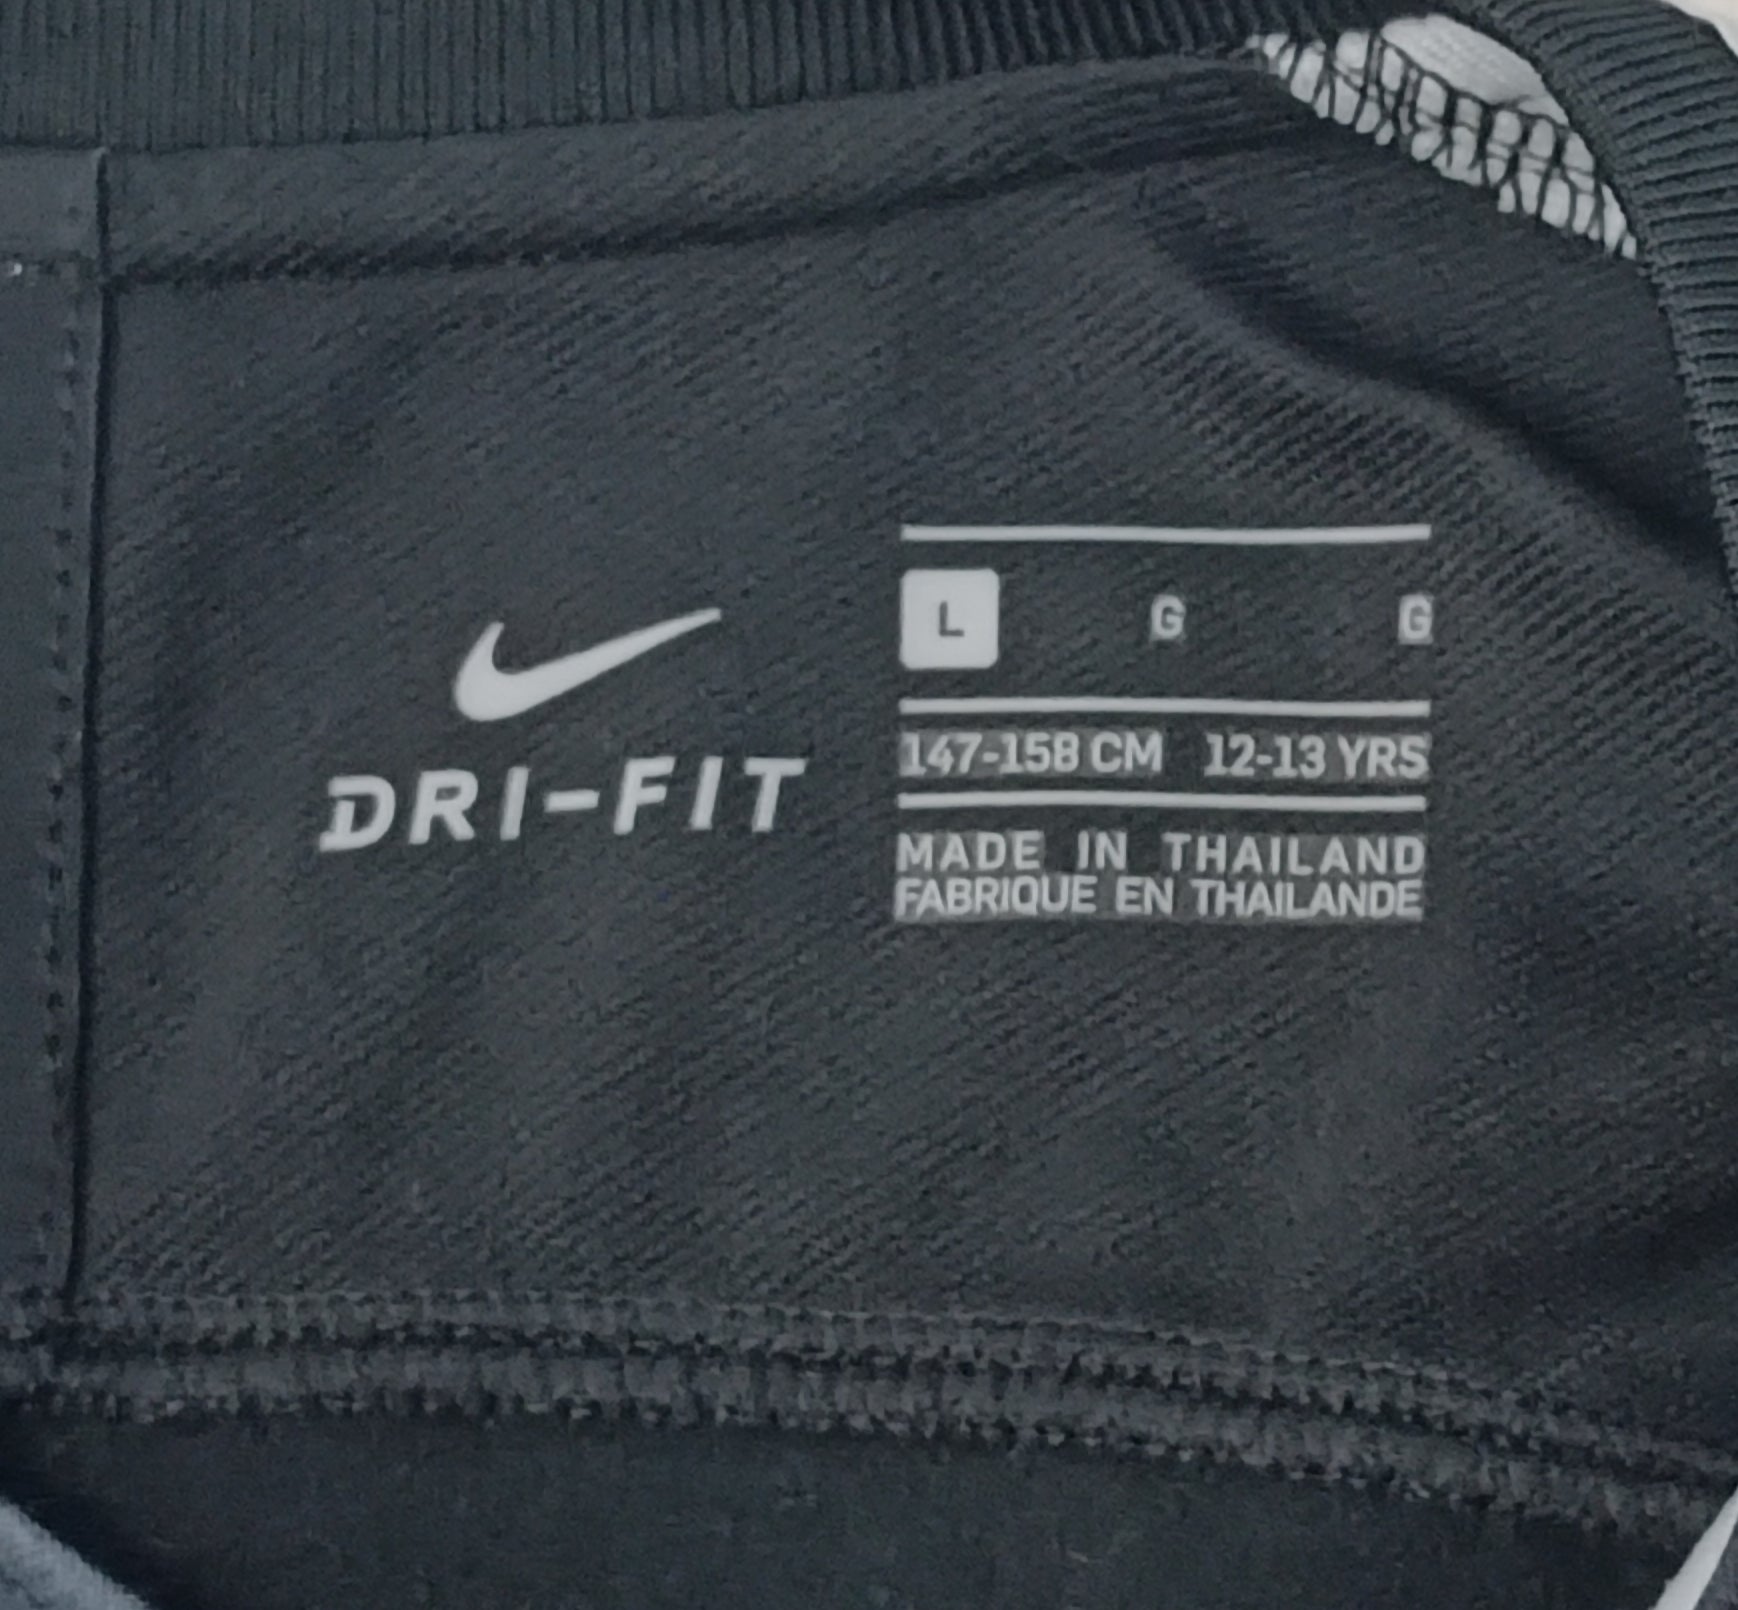 DRI-FIT
L G G
147-158 CM 12-13 YRS
MADE IN THAILAND
FABRIQUE EN THAILANDE